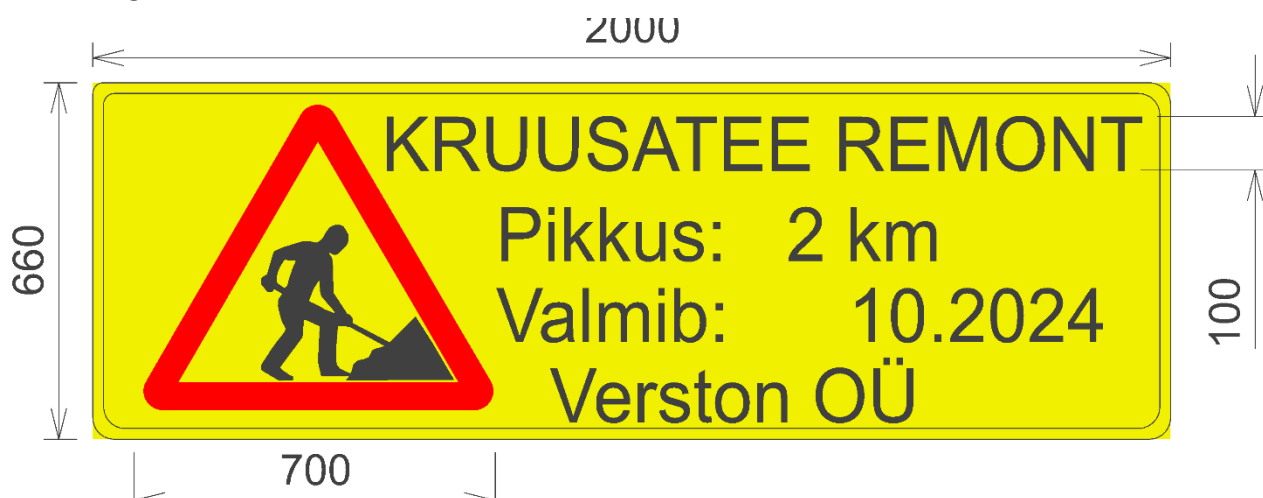 2000
KRUUSATEE REMONT
Pikkus: 2 km
660
Valmib: 10.2024
100
Verston OÜ
700